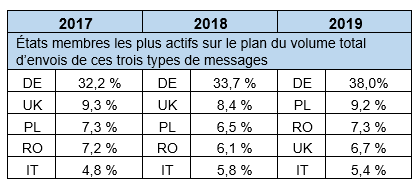 2017 2018 2019
États membres les plus actifs sur le plan du volume total
d’envois de ces trois types de messages
DE 32,2 % DE 33,7 % DE 38,0%
UK 9,3 % UK 8,4 % PL 9,2 %
PL 7,3 % PL 6,5 % RO 7,3 %
RO 7,2 % RO 6,1 % UK 6,7 %
IT 4,8 % IT 5,8 % IT 5,4 %